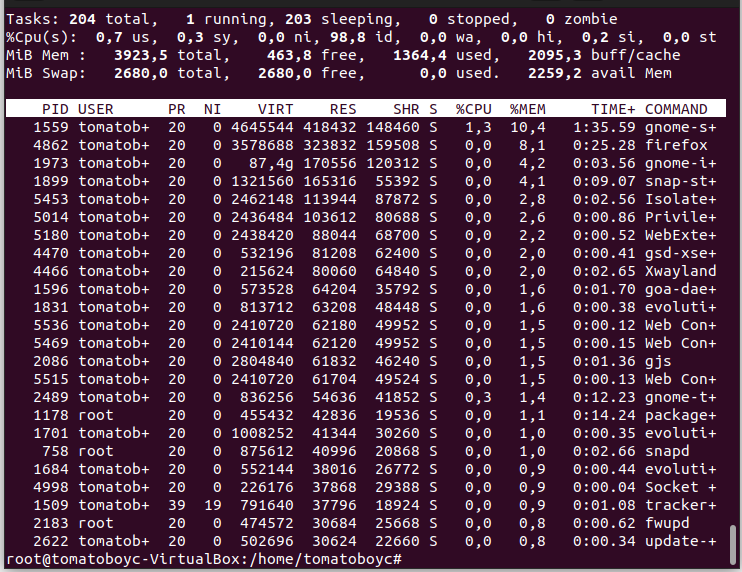 Tasks: 204 total,   1 running, 203 sleeping,   0 stopped,   0 zombie
%Cpu(s):  0,7 us,  0,3 sy,  0,0 ni, 98,8 id,  0,0 wa,  0,0 hi,  0,2 si,  0,0 st
MiB Mem :   3923,5 total,    463,8 free,   1364,4 used,   2095,3 buff/cache
MiB Swap:   2680,0 total,   2680,0 free,      0,0 used.   2259,2 avail Mem
PID USER      PR  NI    VIRT    RES    SHR S  %CPU  %MEM     TIME+ COMMAND
1559 tomatob+  20   0 4645544 418432 148460 S   1,3  10,4   1:35.59 gnome-s+
4862 tomatob+  20   0 3578688 323832 159508 S   0,0   8,1   0:25.28 firefox
1973 tomatob+  20   0   87,4g 170556 120312 S   0,0   4,2   0:03.56 gnome-i+
1899 tomatob+  20   0 1321560 165316  55392 S   0,0   4,1   0:09.07 snap-st+
5453 tomatob+  20   0 2462148 113944  87872 S   0,0   2,8   0:02.56 Isolate+
5014 tomatob+  20   0 2436484 103612  80688 S   0,0   2,6   0:00.86 Privile+
5180 tomatob+  20   0 2438420  88044  68700 S   0,0   2,2   0:00.52 WebExte+
4470 tomatob+  20   0  532196  81208  62400 S   0,0   2,0   0:00.41 gsd-xse+
4466 tomatob+  20   0  215624  80060  64840 S   0,0   2,0   0:02.65 Xwayland
1596 tomatob+  20   0  573528  64204  35792 S   0,0   1,6   0:01.70 goa-dae+
1831 tomatob+  20   0  813712  63208  48448 S   0,0   1,6   0:00.38 evoluti+
5536 tomatob+  20   0 2410720  62180  49952 S   0,0   1,5   0:00.12 Web Con+
5469 tomatob+  20   0 2410144  62120  49952 S   0,0   1,5   0:00.15 Web Con+
2086 tomatob+  20   0 2804840  61832  46240 S   0,0   1,5   0:01.36 gjs
5515 tomatob+  20   0 2410720  61704  49524 S   0,0   1,5   0:00.13 Web Con+
2489 tomatob+  20   0  836256  54636  41852 S   0,3   1,4   0:12.23 gnome-t+
1178 root      20   0  455432  42836  19536 S   0,0   1,1   0:14.24 package+
1701 tomatob+  20   0 1008252  41344  30260 S   0,0   1,0   0:00.35 evoluti+
758 root      20   0  875612  40996  20868 S   0,0   1,0   0:02.66 snapd
1684 tomatob+  20   0  552144  38016  26772 S   0,0   0,9   0:00.44 evoluti+
4998 tomatob+  20   0  226176  37868  29388 S   0,0   0,9   0:00.04 Socket +
1509 tomatob+  39  19  791640  37796  18924 S   0,0   0,9   0:01.08 tracker+
2183 root      20   0  474572  30684  25668 S   0,0   0,8   0:00.62 fwupd
2622 tomatob+  20   0  502696  30624  22660 S   0,0   0,8   0:00.34 update-+
root@tomatoboyc-VirtualBox:/home/tomatoboyc#